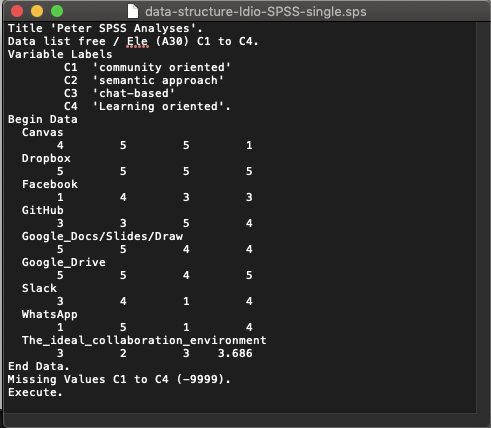 data-structure-Idio-SPSS-single.sps
Title 'Peter SPSS Analyses'.
Data list free / Ele (A30) C1 to C4.
Variable Labels
C1 'community oriented'
C2 'semantic approach'
C3 'chat-based'
C4 'Learning oriented'.
Begin Data
Canvas
4 5 5 1
Dropbox
5 5 5 5
Facebook
1 4 3 3
GitHub
3 3 5 4
Google_Docs/Slides/Draw
5 5 4 4
Google_Drive
5 5 4 5
Slack
3 4 1 4
WhatsApp
1 5 1 4
The_ideal_collaboration_environment
3 2 3 3.686
End Data.
Missing Values C1 to C4 (-9999).
Execute.